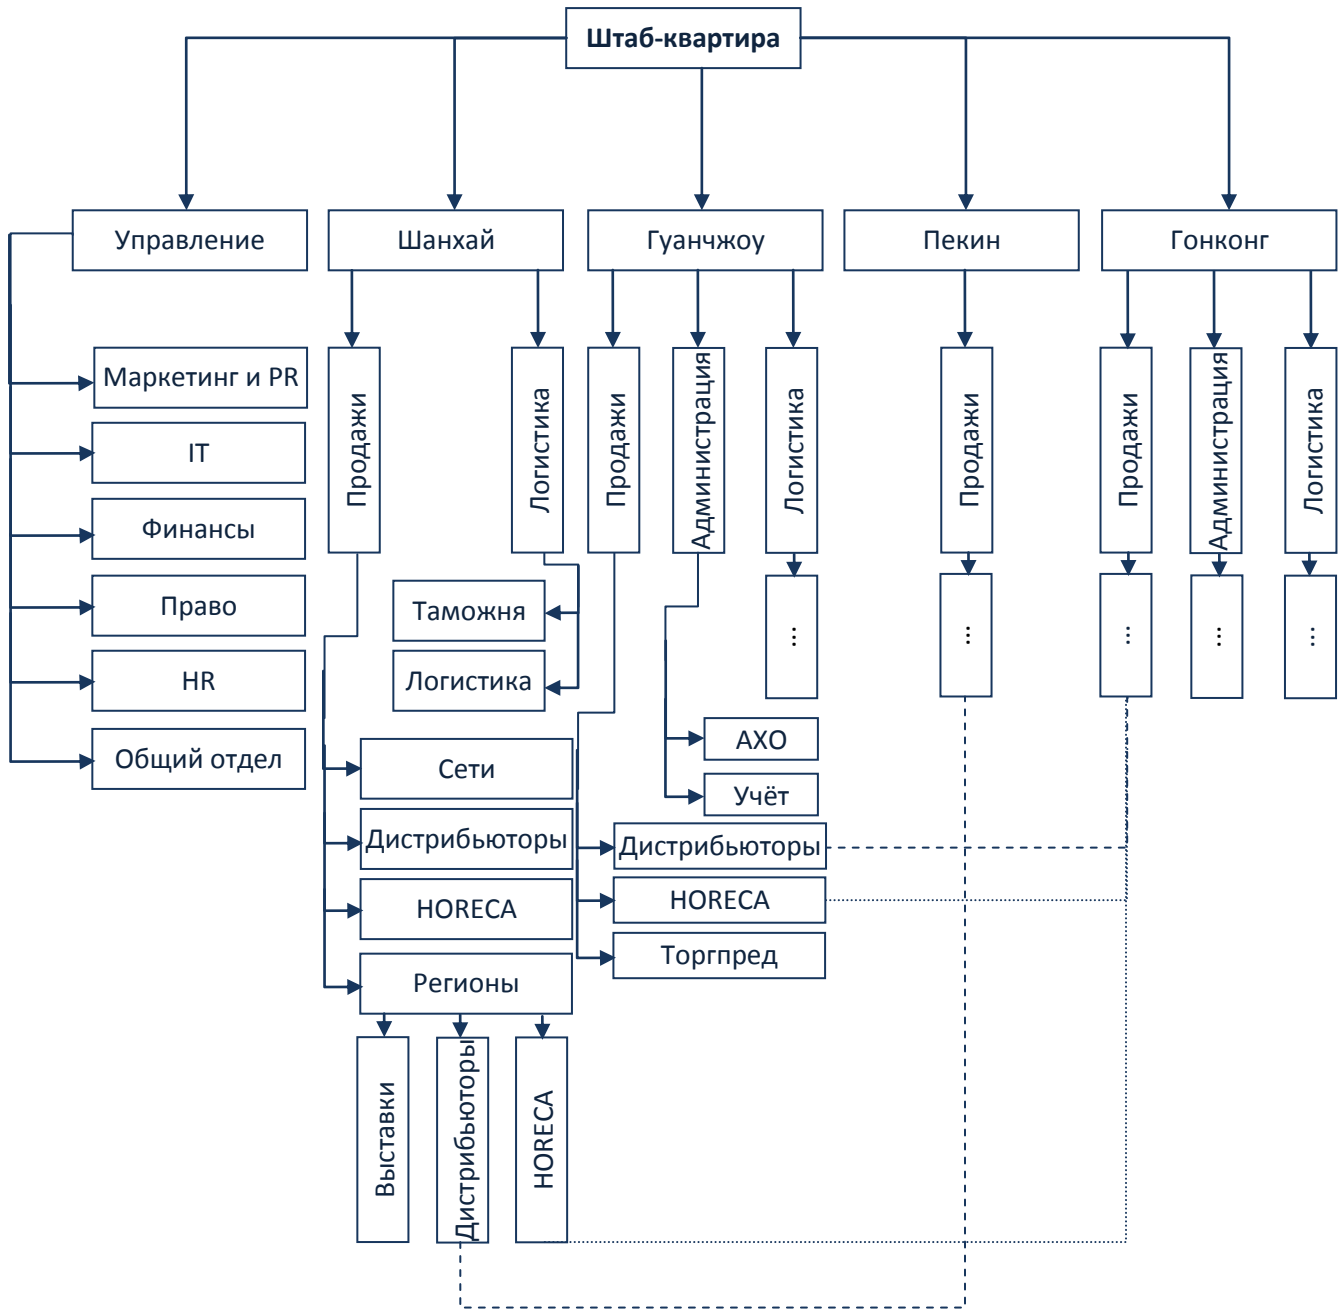 Штаб-квартира
Управление
Шанхай
Гуанчжоу
Пекин
Гонконг
Маркетинг и PR
IT
Финансы
Право
HR
Общий отдел
Продажи
Логистика
Продажи
Администрация
Логистика
Продажи
Продажи
Администрация
Логистика
Таможня
Логистика
...
...
...
...
...
АХО
Учёт
Сети
Дистрибьюторы
HORECA
Регионы
Дистрибьюторы
HORECA
Торгпред
Выставки
Дистрибьюторы
HORECA